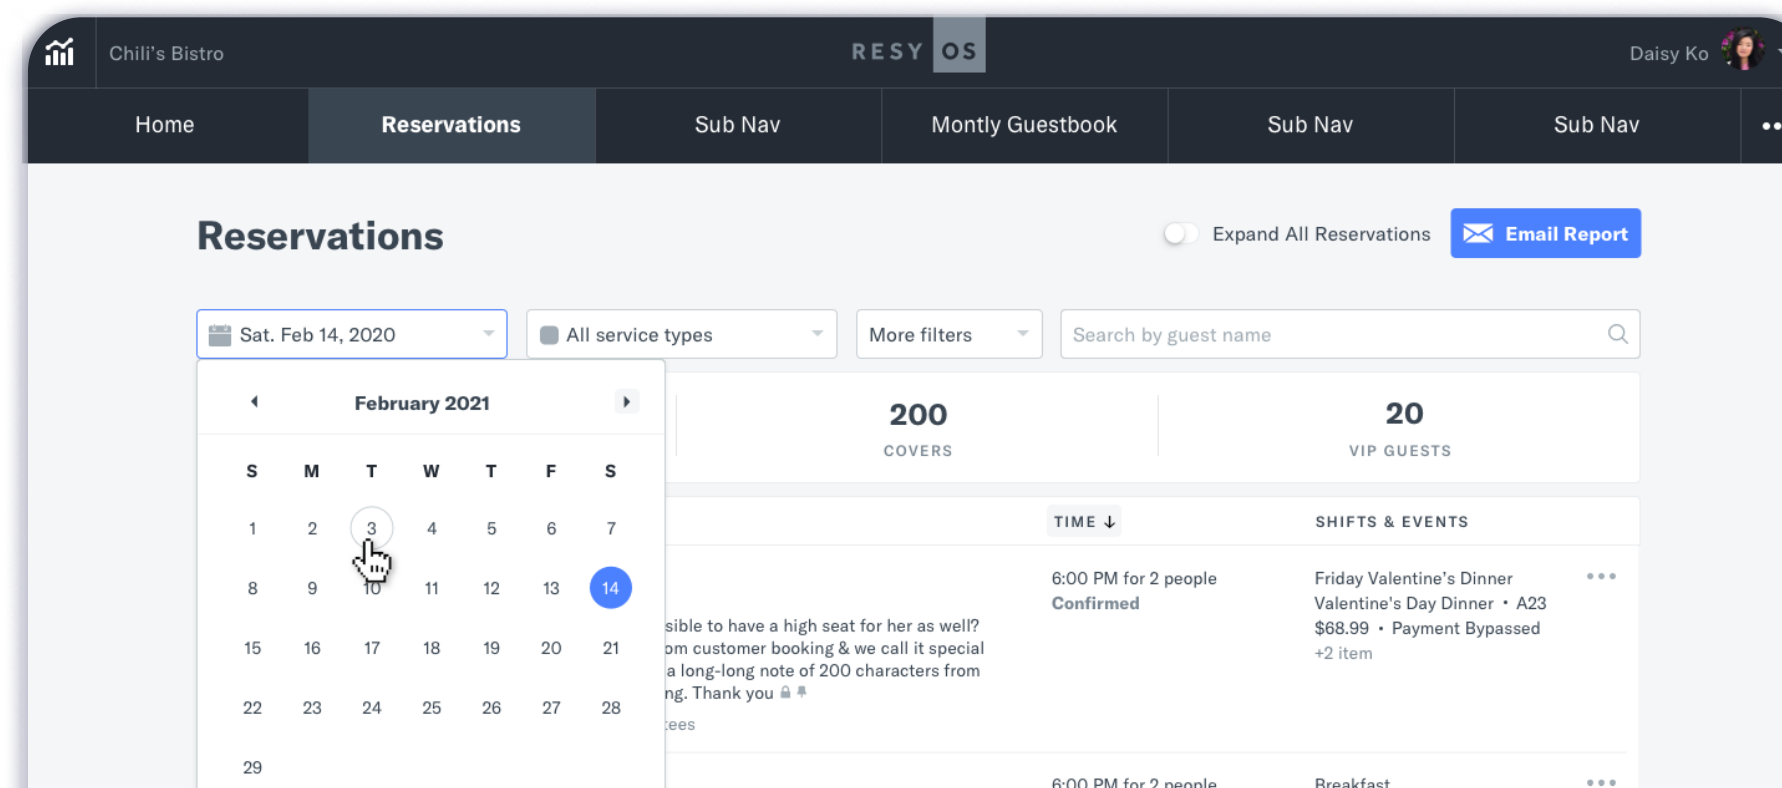 Chili's Bistro
RESY OS
Daisy Ko
Home
Reservations
Sub Nav
Montly Guestbook
Sub Nav
Sub Nav
Reservations
Expand All Reservations
Email Report
Sat. Feb 14, 2020
All service types
More filters
Search by guest name
February 2021
S M T W T F S
1 2 3 4 5 6 7
8 9 10 11 12 13 14
15 16 17 18 19 20 21
22 23 24 25 26 27 28
29
200
COVERS
20
VIP GUESTS
TIME
SHIFTS & EVENTS
sible to have a high seat for her as well?
om customer booking & we call it special
a long-long note of 200 characters from
ng. Thank you
tees
6:00 PM for 2 people
Confirmed
Friday Valentine's Dinner
Valentine's Day Dinner • A23
$68.99 • Payment Bypassed
+2 item
6:00 PM for 2 people
Breakfast